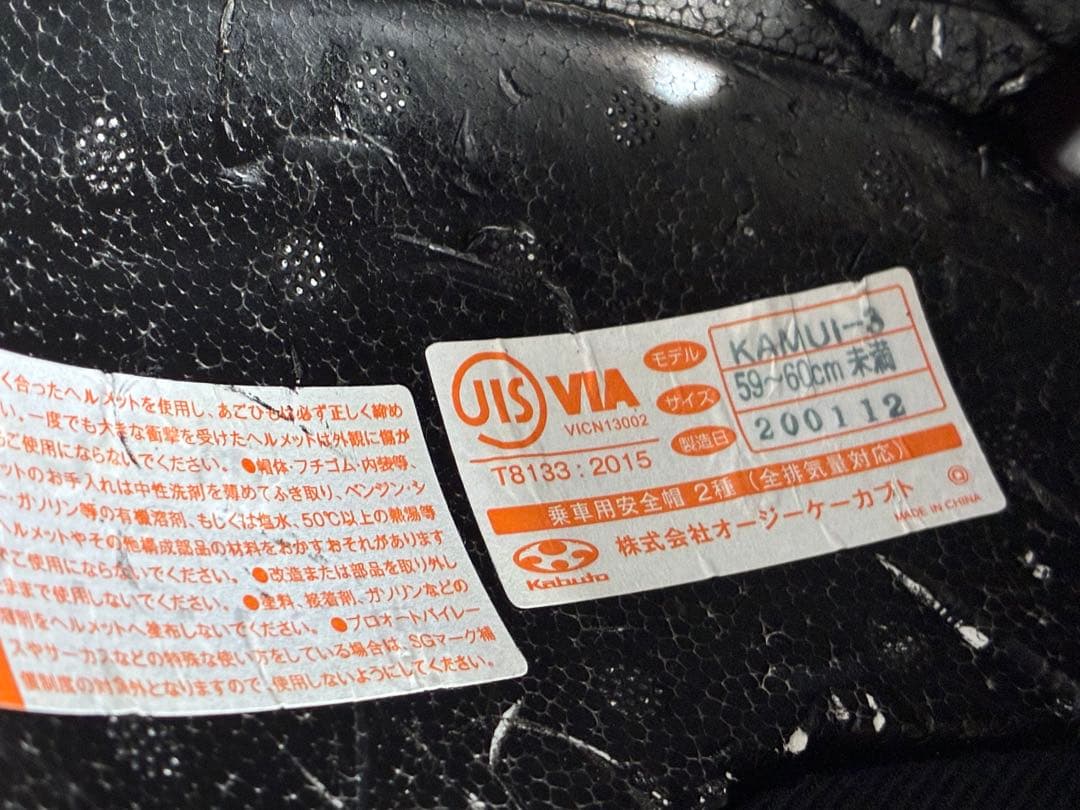 く合ったヘルメットを使用し、あごひもは必ず正しく締め
い。一度でも大きな衝撃を受けたヘルメットは外観に傷が
ご使用にならないでください。●帽体・フチゴム・内装等、
ットのお手入れは中性洗剤を薄めてふき取り、ベンジン・シ
ー・ガソリン等の有機溶剤、もしくは塩水、50℃以上の熱湯等
ヘルメットやその他構成部品の材料をおかすおそれがあります
ご使用にならないでください。●改造または部品を取り外し
ままで使用しないでください。●塗料、接着剤、ガソリンなどの
溶剤をヘルメットへ塗布しないでください。●プロオートバイレー
スやサーカスなどの特殊な使い方をしている場合は、SGマーク補
償制度の対象外となりますので、使用しないようにしてください。
JIS VIA
VICN13002
T8133:2015
モデル KAMUI-3
サイズ 59~60cm 未満
製造日 200112
乗車用安全帽 2種 (全排気量対応)
Kabuto 株式会社オージーケーカブト
MADE IN CHINA